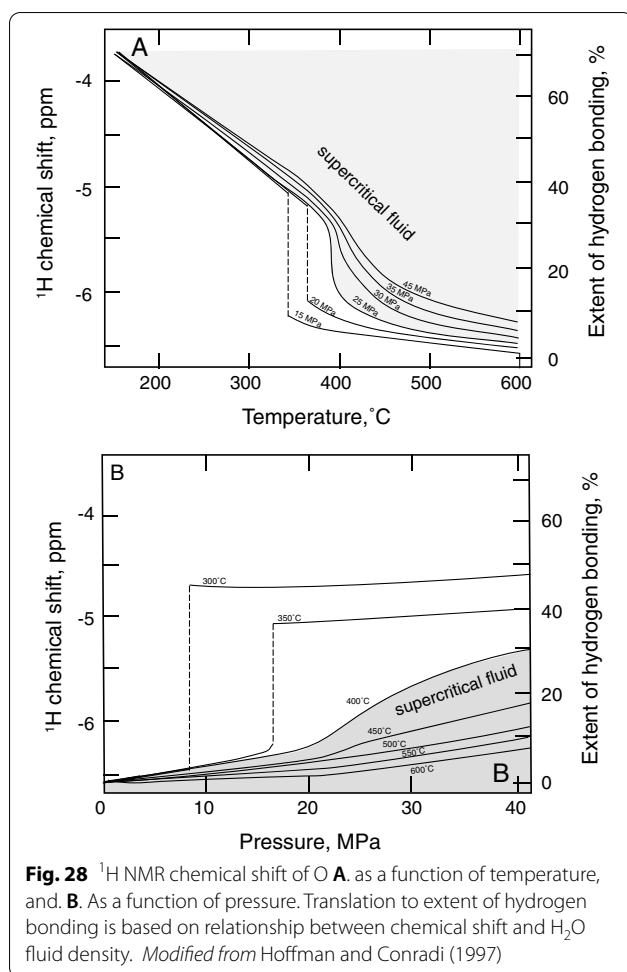 A
-4
-5
-6
¹H chemical shift, ppm
60
40
20
0
Extent of hydrogen bonding, %
supercritical fluid
45 MPa
35 MPa
30 MPa
25 MPa
20 MPa
15 MPa
200 300 400 500 600
Temperature,˚C
B
-4
-5
-6
¹H chemical shift, ppm
60
40
20
0
Extent of hydrogen bonding, %
300˚C
350˚C
400˚C
supercritical fluid
450˚C
500˚C
550˚C
600˚C
B
0 10 20 30 40
Pressure, MPa
Fig. 28 ¹H NMR chemical shift of O A. as a function of temperature,
and. B. As a function of pressure. Translation to extent of hydrogen
bonding is based on relationship between chemical shift and H₂O
fluid density. Modified from Hoffman and Conradi (1997)